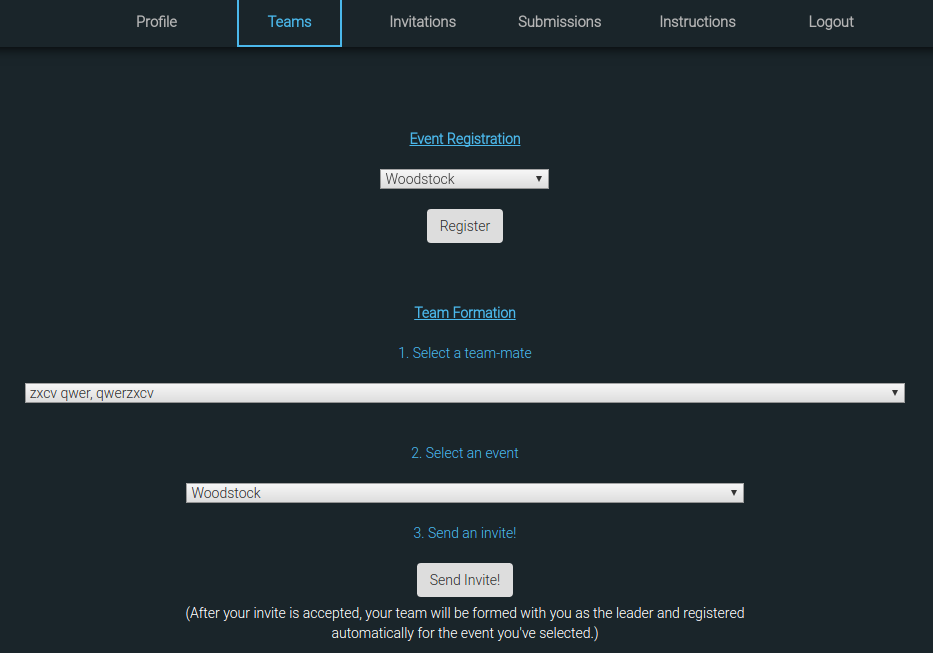 Profile Teams Invitations Submissions Instructions Logout
Event Registration
Woodstock
Register
Team Formation
1. Select a team-mate
zxcv qwer, qwerzxcv
2. Select an event
Woodstock
3. Send an invite!
Send Invite!
(After your invite is accepted, your team will be formed with you as the leader and registered
automatically for the event you've selected.)